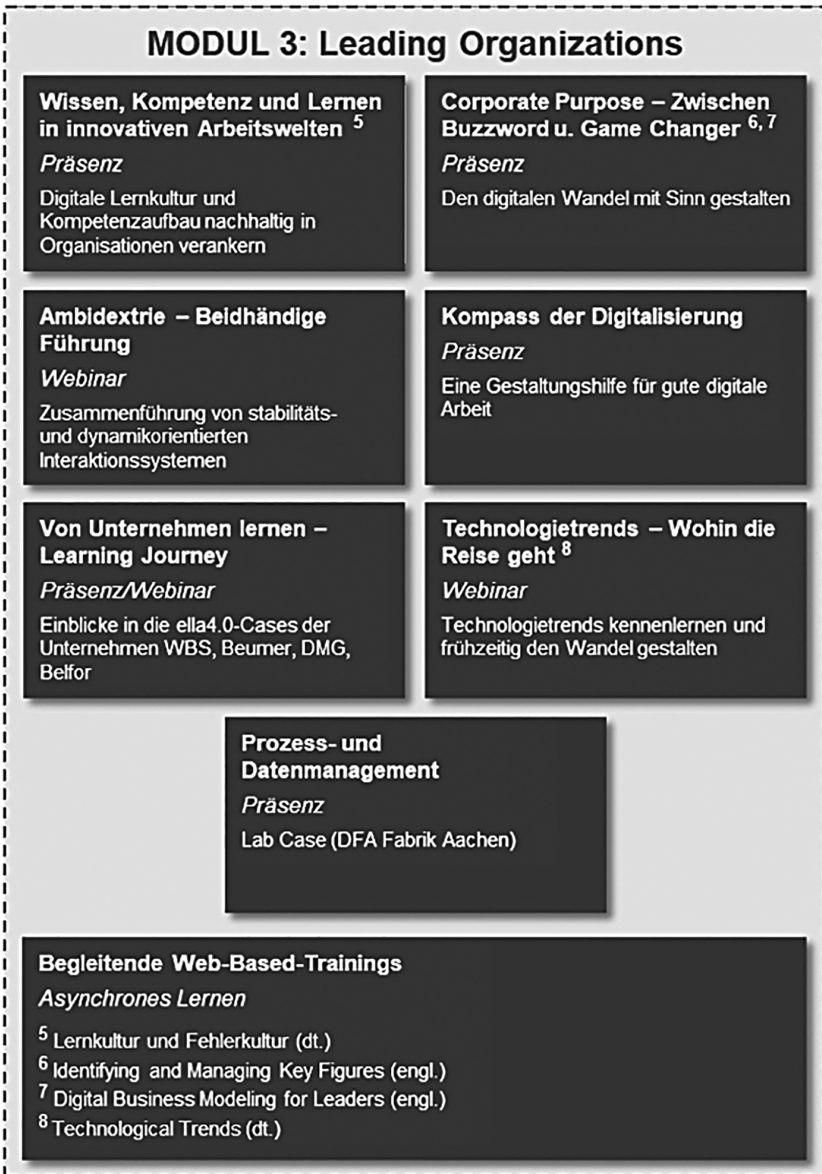 MODUL 3: Leading Organizations
Wissen, Kompetenz und Lernen
in innovativen Arbeitswelten 5
Präsenz
Digitale Lernkultur und
Kompetenzaufbau nachhaltig in
Organisationen verankern
Corporate Purpose – Zwischen
Buzzword u. Game Changer 6, 7
Präsenz
Den digitalen Wandel mit Sinn gestalten
Ambidextrie – Beidhändige
Führung
Webinar
Zusammenführung von stabilitäts-
und dynamikorientierten
Interaktionssystemen
Kompass der Digitalisierung
Präsenz
Eine Gestaltungshilfe für gute digitale
Arbeit
Von Unternehmen lernen –
Learning Journey
Präsenz/Webinar
Einblicke in die ella4.0-Cases der
Unternehmen WBS, Beumer, DMG,
Belfor
Technologietrends – Wohin die
Reise geht 8
Webinar
Technologietrends kennenlernen und
frühzeitig den Wandel gestalten
Prozess- und
Datenmanagement
Präsenz
Lab Case (DFA Fabrik Aachen)
Begleitende Web-Based-Trainings
Asynchrones Lernen
5 Lernkultur und Fehlerkultur (dt.)
6 Identifying and Managing Key Figures (engl.)
7 Digital Business Modeling for Leaders (engl.)
8 Technological Trends (dt.)